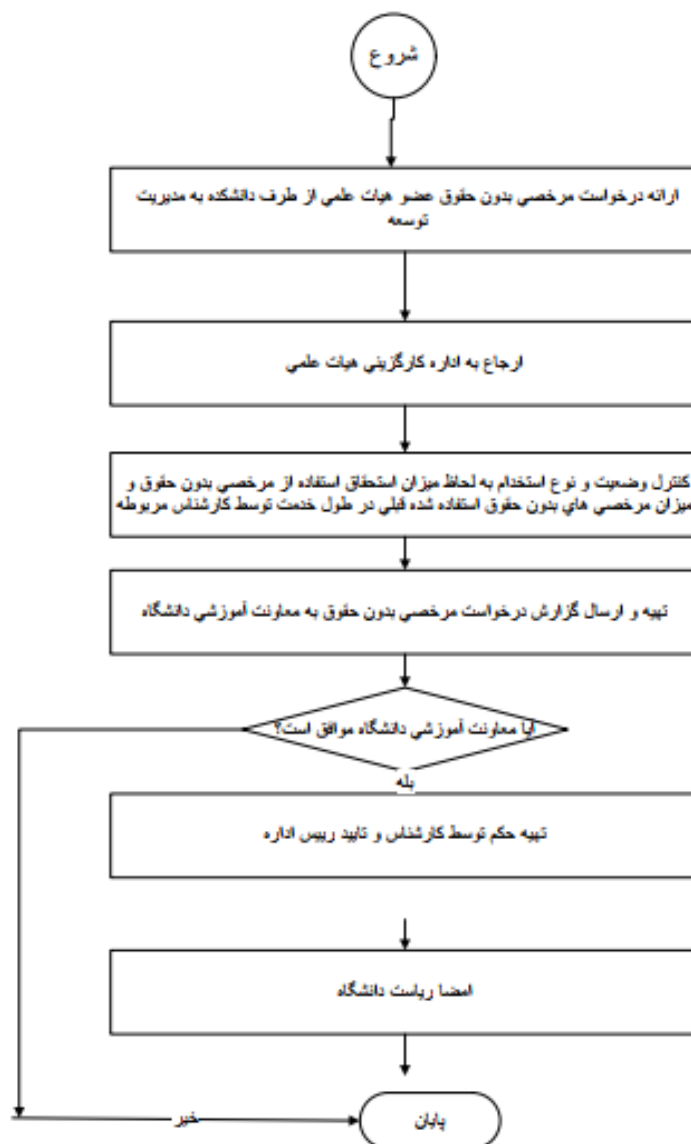 شروع
ارائه درخواست مرخصي بدون حقوق عضو هيات علمي از طرف دانشكده به مديريت
توسعه
ارجاع به اداره كارگزيني هيات علمي
كنترل وضعيت و نوع استخدام به لحاظ ميزان استحقاق استفاده از مرخصي بدون حقوق و
ميزان مرخصي هاي بدون حقوق استفاده شده قبلي در طول خدمت توسط كارشناس مربوطه
تهيه و ارسال گزارش درخواست مرخصي بدون حقوق به معاونت آموزشي دانشگاه
آيا معاونت آموزشي دانشگاه موافق است؟
بله
تهيه حكم توسط كارشناس و تاييد رييس اداره
امضا رياست دانشگاه
خير
پايان